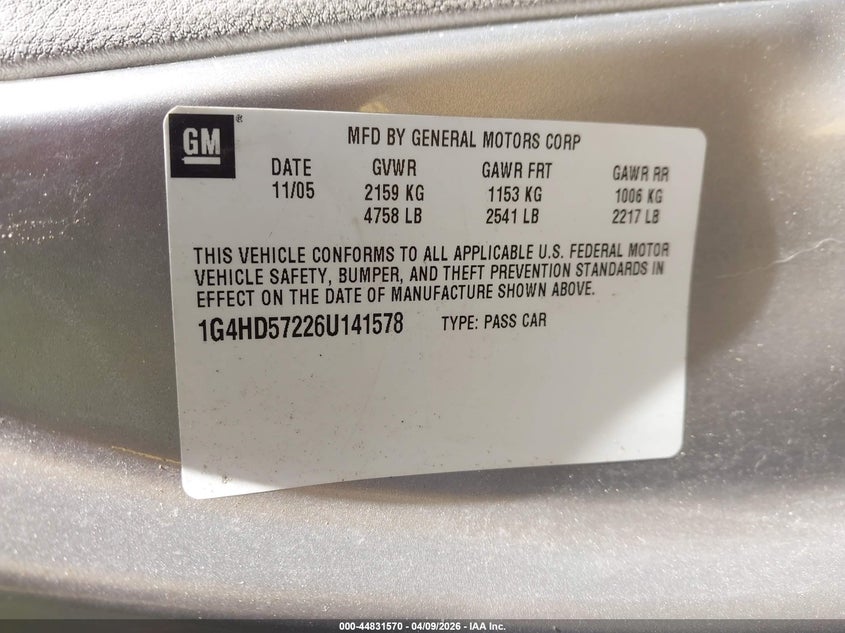 GM ®
MFD BY GENERAL MOTORS CORP
DATE GVWR GAWR FRT GAWR RR
11/05 2159 KG 1153 KG 1006 KG
4758 LB 2541 LB 2217 LB
THIS VEHICLE CONFORMS TO ALL APPLICABLE U.S. FEDERAL MOTOR
VEHICLE SAFETY, BUMPER, AND THEFT PREVENTION STANDARDS IN
EFFECT ON THE DATE OF MANUFACTURE SHOWN ABOVE.
1G4HD57226U141578 TYPE: PASS CAR
000-44831570 | 04/09/2026 | IAA Inc.